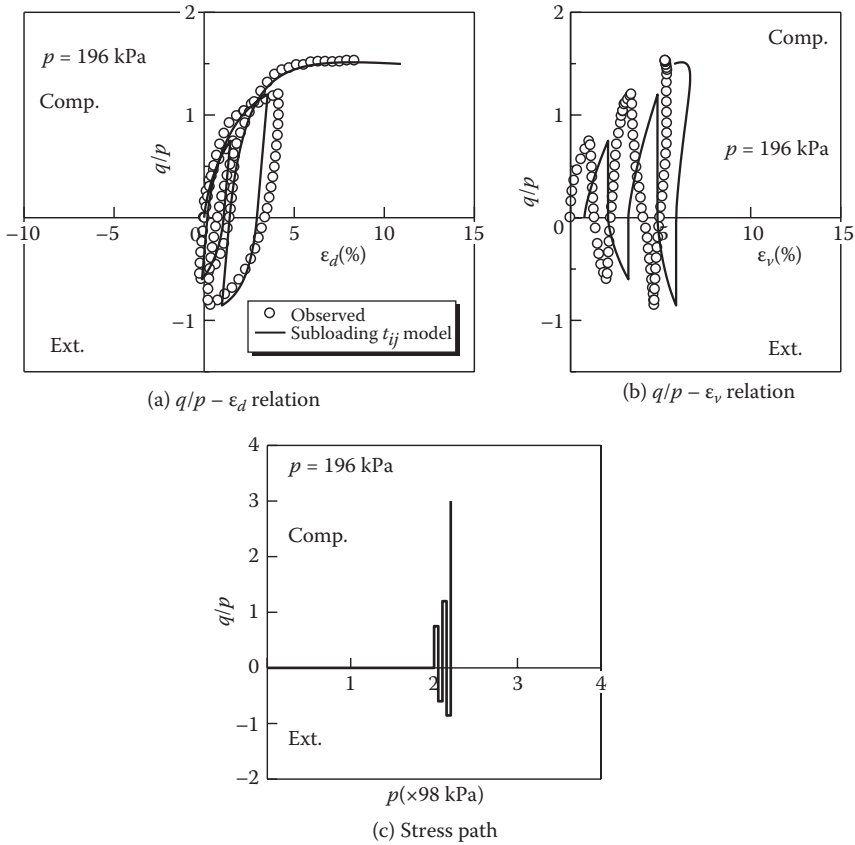 2
p = 196 kPa
Comp.
1
q/p
−10
−5
0
5
10
15
ε_d(%)
Observed
Subloading t_ij model
−1
Ext.
(a) q/p – ε_d relation
2
Comp.
1
p = 196 kPa
q/p
0
5
10
15
ε_v(%)
−1
Ext.
(b) q/p – ε_v relation
4
p = 196 kPa
3
Comp.
2
q/p
1
0
1
2
3
4
−1
Ext.
−2
p(×98 kPa)
(c) Stress path